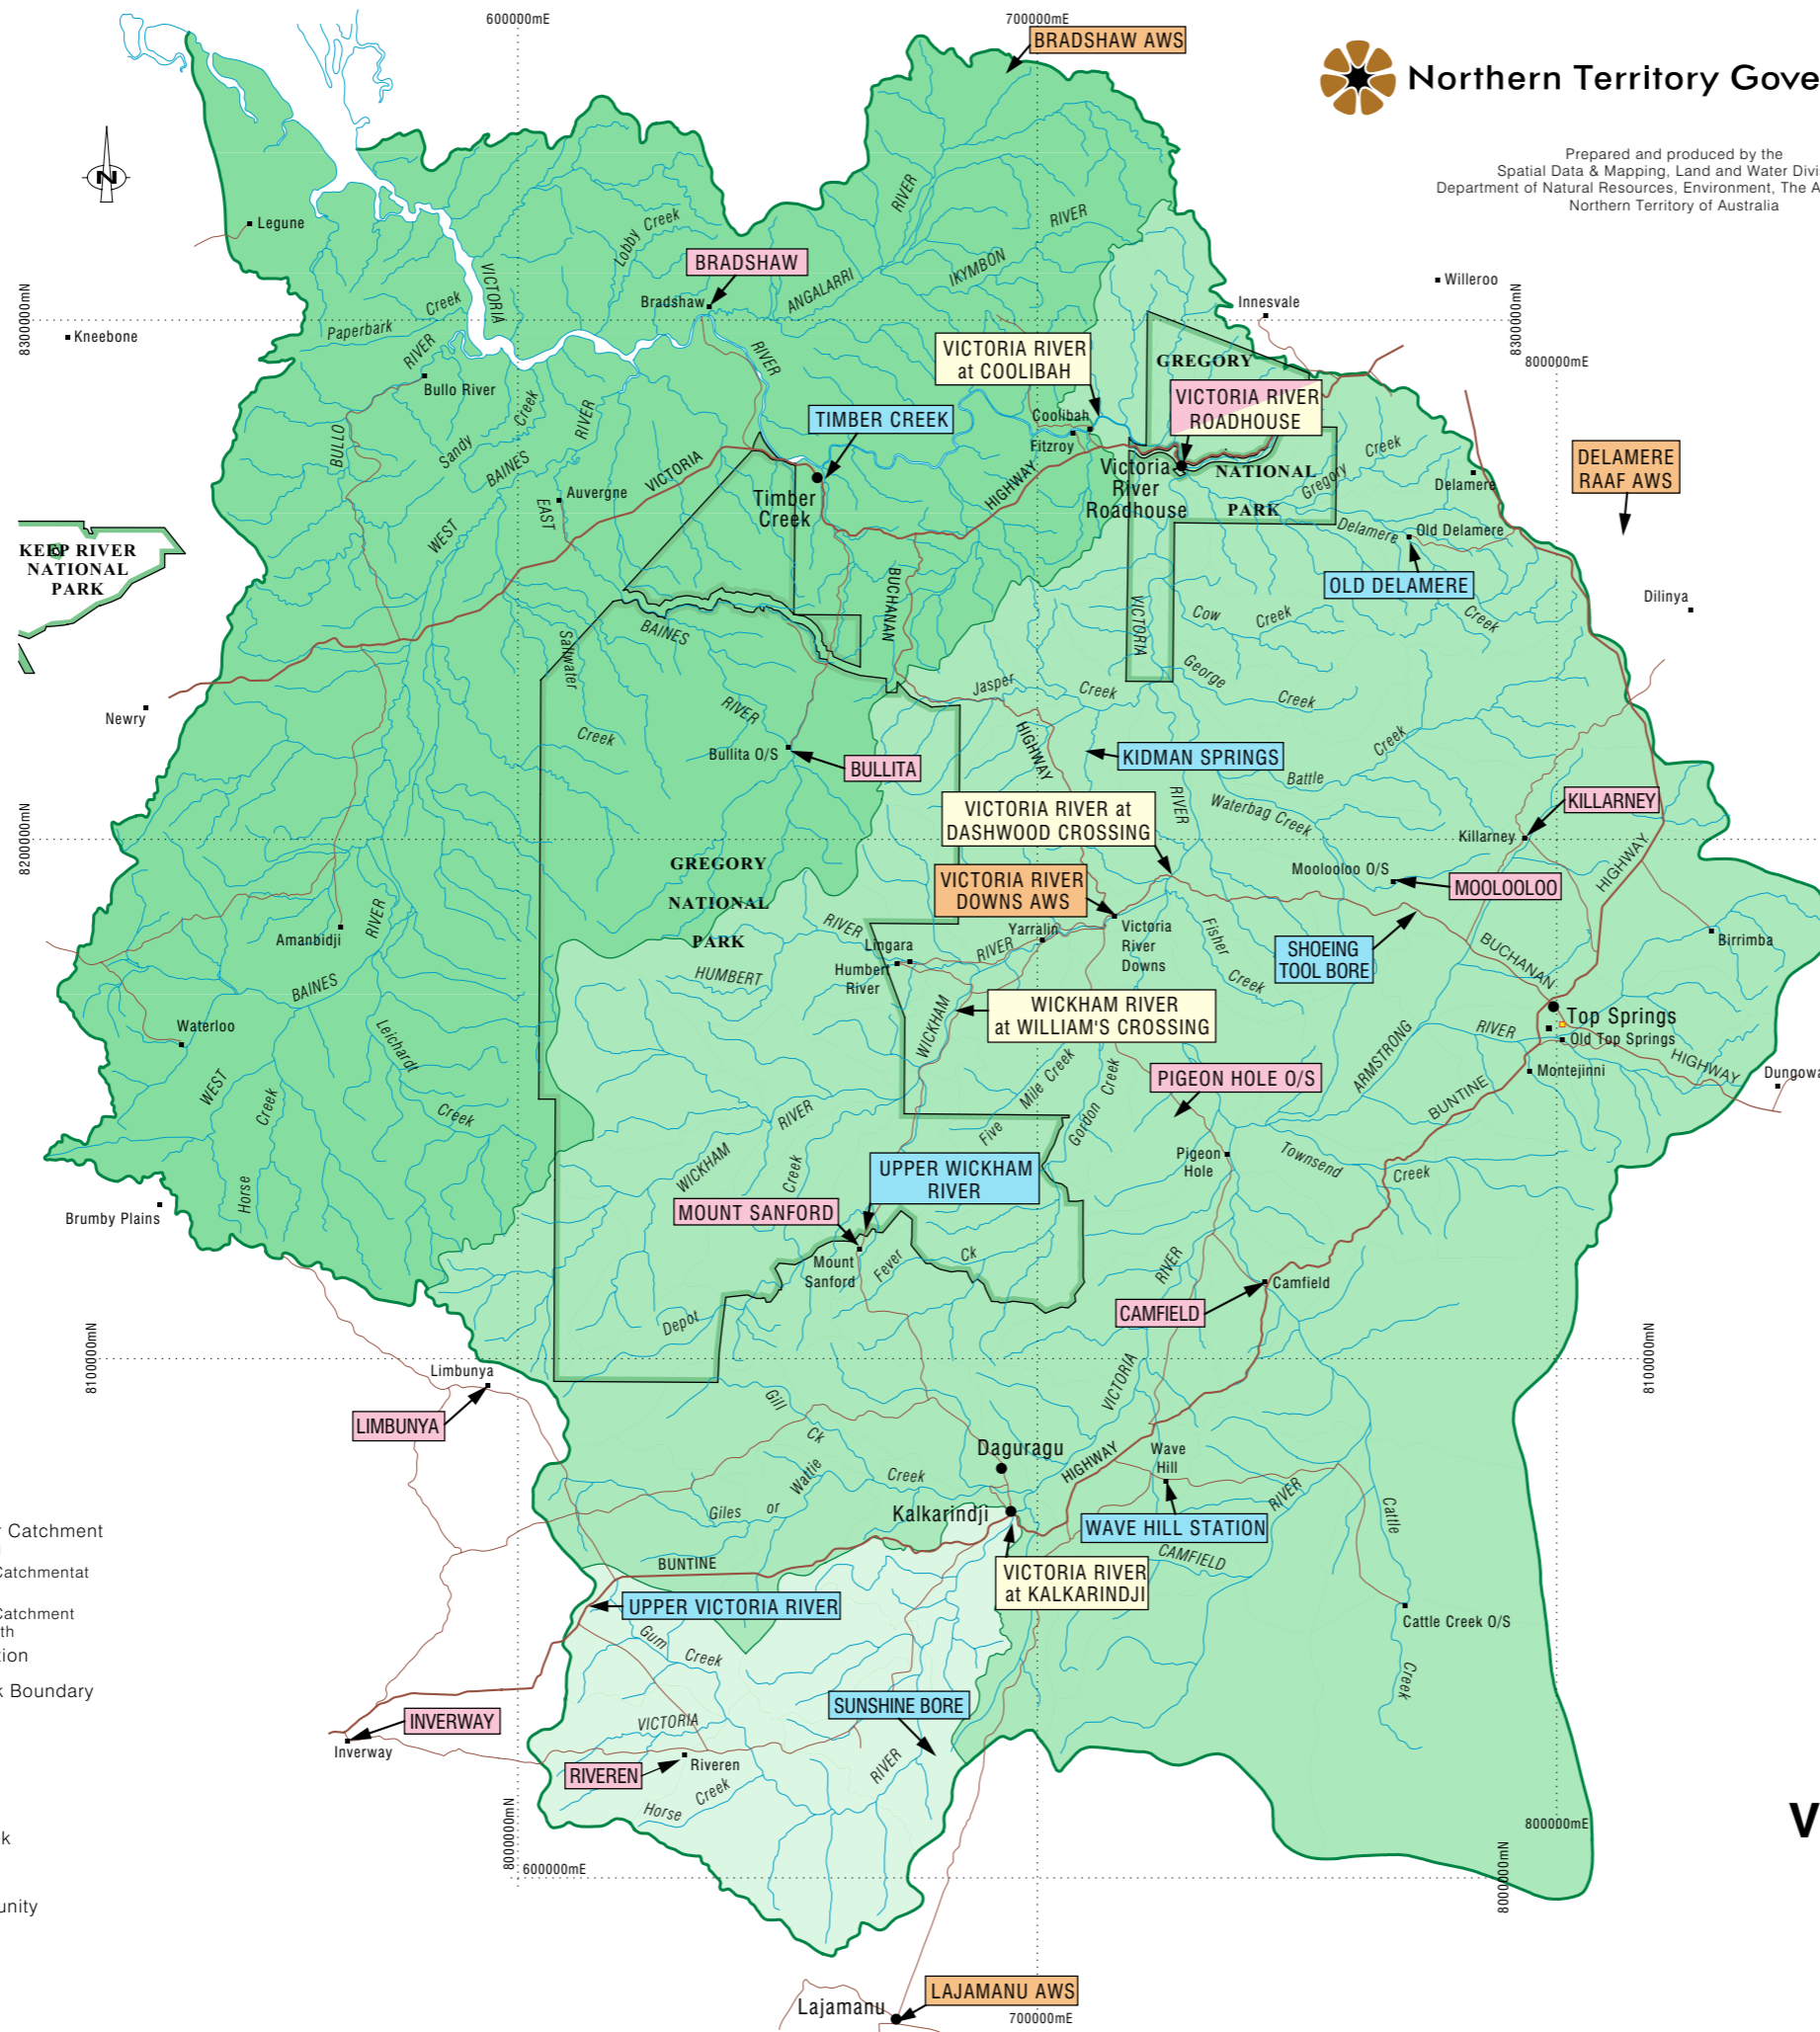 600000mE
700000mE
BRADSHAW AWS
Northern Territory Gove
Prepared and produced by the
Spatial Data & Mapping, Land and Water Divi
Department of Natural Resources, Environment, The A
Northern Territory of Australia
N
Legune
Lobby Creek
RIVER
RIVER
BRADSHAW
Bradshaw
ANGALARRI
IKYMBON
VICTORIA
Willeroo
Innesvale
8300000mN
8300000mN
800000mE
Kneebone
Paperbark Creek
RIVER
Bullo River
RIVER
VICTORIA RIVER
at COOLIBAH
GREGORY
VICTORIA RIVER
ROADHOUSE
TIMBER CREEK
Coolibah
Fitzroy
BULLO
Sandy Creek
BAINES
RIVER
VICTORIA
HIGHWAY
Victoria
River
Roadhouse
NATIONAL
PARK
Gregory Creek
Delamere
DELAMERE
RAAF AWS
Auvergne
EAST
WEST
Timber
Creek
Delamere
Old Delamere
OLD DELAMERE
Creek
KEEP RIVER
NATIONAL
PARK
BUCHANAN
VICTORIA
Cow Creek
Dilinya
Saltwater
BAINES
George
Creek
Jasper Creek
Newry
Creek
RIVER
HIGHWAY
Bullita O/S
BULLITA
KIDMAN SPRINGS
Creek
Battle
VICTORIA RIVER at
DASHWOOD CROSSING
RIVER
Waterbag Creek
KILLARNEY
Killarney
8200000mN
GREGORY
NATIONAL
PARK
VICTORIA RIVER
DOWNS AWS
Moolooloo O/S
MOOLOOLOO
HIGHWAY
Amanbidji
RIVER
RIVER
Lingara
Yarralin
RIVER
Victoria
River
Downs
Fisher
Creek
SHOEING
TOOL BORE
BUCHANAN
Birrimba
BAINES
HUMBERT
Humbert
River
WICKHAM
WICKHAM RIVER
at WILLIAM'S CROSSING
Top Springs
Old Top Springs
RIVER
HIGHWAY
Waterloo
Leichardt
Creek
WEST
Creek
Horse
Five Mile Creek
Gordon Creek
PIGEON HOLE O/S
ARMSTRONG
Montejinni
BUNTINE
Dungowa
WICKHAM RIVER
Creek
UPPER WICKHAM
RIVER
Pigeon
Hole
Townsend
Creek
Brumby Plains
MOUNT SANFORD
Mount
Sanford
Fever Ck
RIVER
Camfield
CAMFIELD
Depot
8100000mN
8100000mN
Limbunya
LIMBUNYA
Gill
Ck
VICTORIA
Daguragu
HIGHWAY
Wave
Hill
Giles or Wattie
Creek
RIVER
Cattle
Creek
Kalkarindji
WAVE HILL STATION
CAMFIELD
BUNTINE
VICTORIA RIVER
at KALKARINDJI
UPPER VICTORIA RIVER
Cattle Creek O/S
Gum
Creek
r Catchment
Catchmentat
Catchment
th
tion
k Boundary
SUNSHINE BORE
INVERWAY
Inverway
VICTORIA
RIVER
RIVEREN
Riveren
Horse Creek
k
unity
8000000mN
600000mE
800000mE
8000000mN
V
LAJAMANU AWS
Lajamanu
700000mE